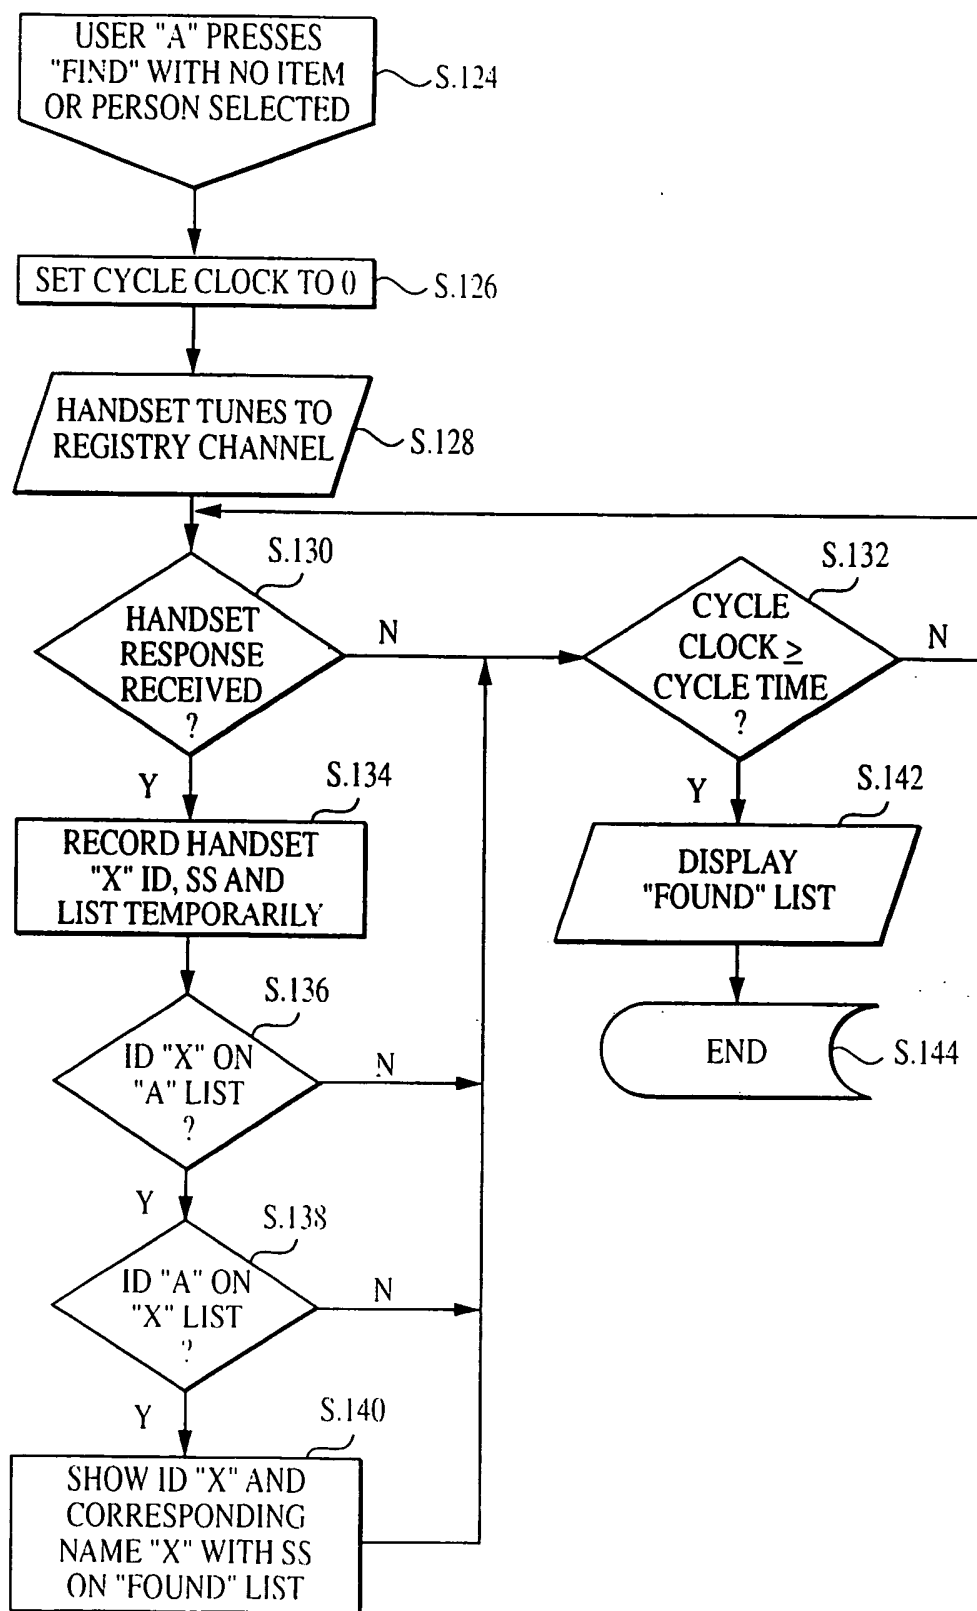 USER "A" PRESSES
"FIND" WITH NO ITEM
OR PERSON SELECTED
S.124
SET CYCLE CLOCK TO 0
S.126
HANDSET TUNES TO
REGISTRY CHANNEL
S.128
S.130
HANDSET
RESPONSE
RECEIVED
?
N
Y
S.132
CYCLE
CLOCK ≥
CYCLE TIME
?
N
Y
S.134
RECORD HANDSET
"X" ID, SS AND
LIST TEMPORARILY
S.142
DISPLAY
"FOUND" LIST
S.136
ID "X" ON
"A" LIST
?
N
Y
END
S.144
S.138
ID "A" ON
"X" LIST
?
N
Y
S.140
SHOW ID "X" AND
CORRESPONDING
NAME "X" WITH SS
ON "FOUND" LIST